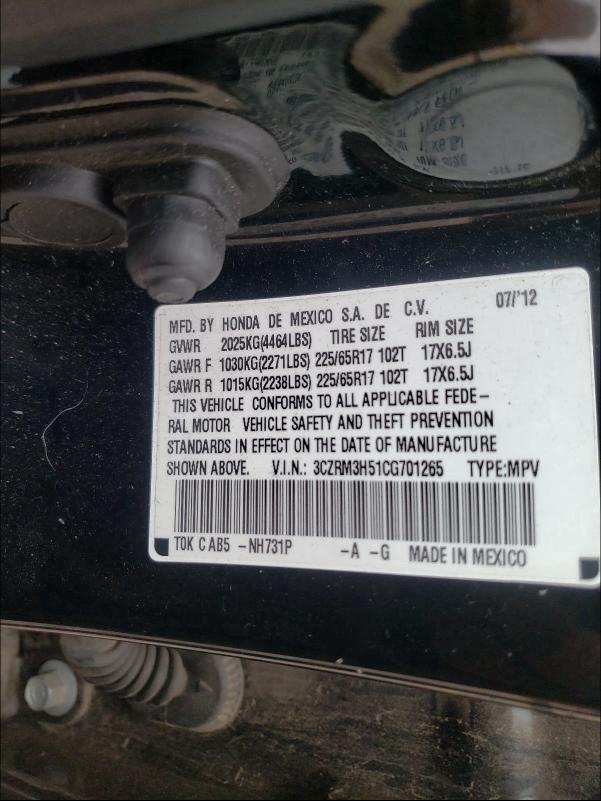 MFD. BY HONDA DE MEXICO S.A. DE C.V. 07/'12
GVWR 2025KG(4464LBS) TIRE SIZE RIM SIZE
GAWR F 1030KG(2271LBS) 225/65R17 102T 17X6.5J
GAWR R 1015KG(2238LBS) 225/65R17 102T 17X6.5J
THIS VEHICLE CONFORMS TO ALL APPLICABLE FEDE-
RAL MOTOR VEHICLE SAFETY AND THEFT PREVENTION
STANDARDS IN EFFECT ON THE DATE OF MANUFACTURE
SHOWN ABOVE. V.I.N.: 3CZRM3H51CG701265 TYPE:MPV
T0K C AB5 -NH731P -A -G MADE IN MEXICO